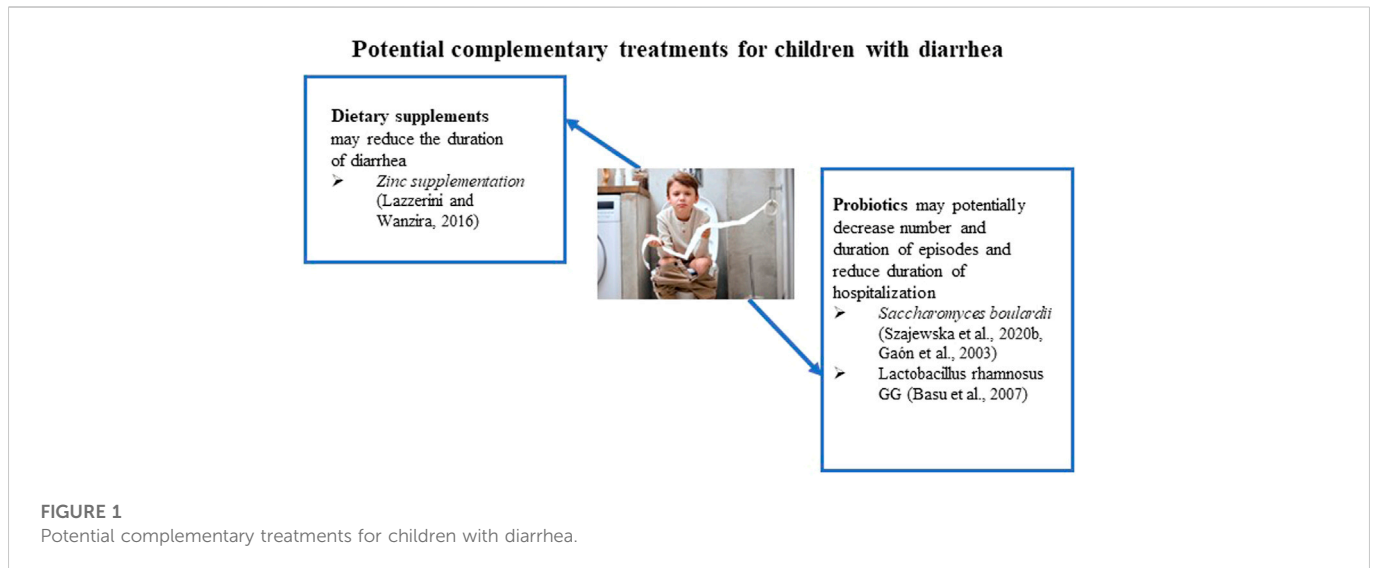 Potential complementary treatments for children with diarrhea
Dietary supplements
may reduce the duration
of diarrhea
➢ Zinc supplementation
(Lazzerini and
Wanzira, 2016)
Probiotics may potentially
decrease number and
duration of episodes and
reduce duration of
hospitalization
➢ Saccharomyces boulardii
(Szajewska et al., 2020b,
Gaón et al., 2003)
➢ Lactobacillus rhamnosus
GG (Basu et al., 2007)
FIGURE 1
Potential complementary treatments for children with diarrhea.